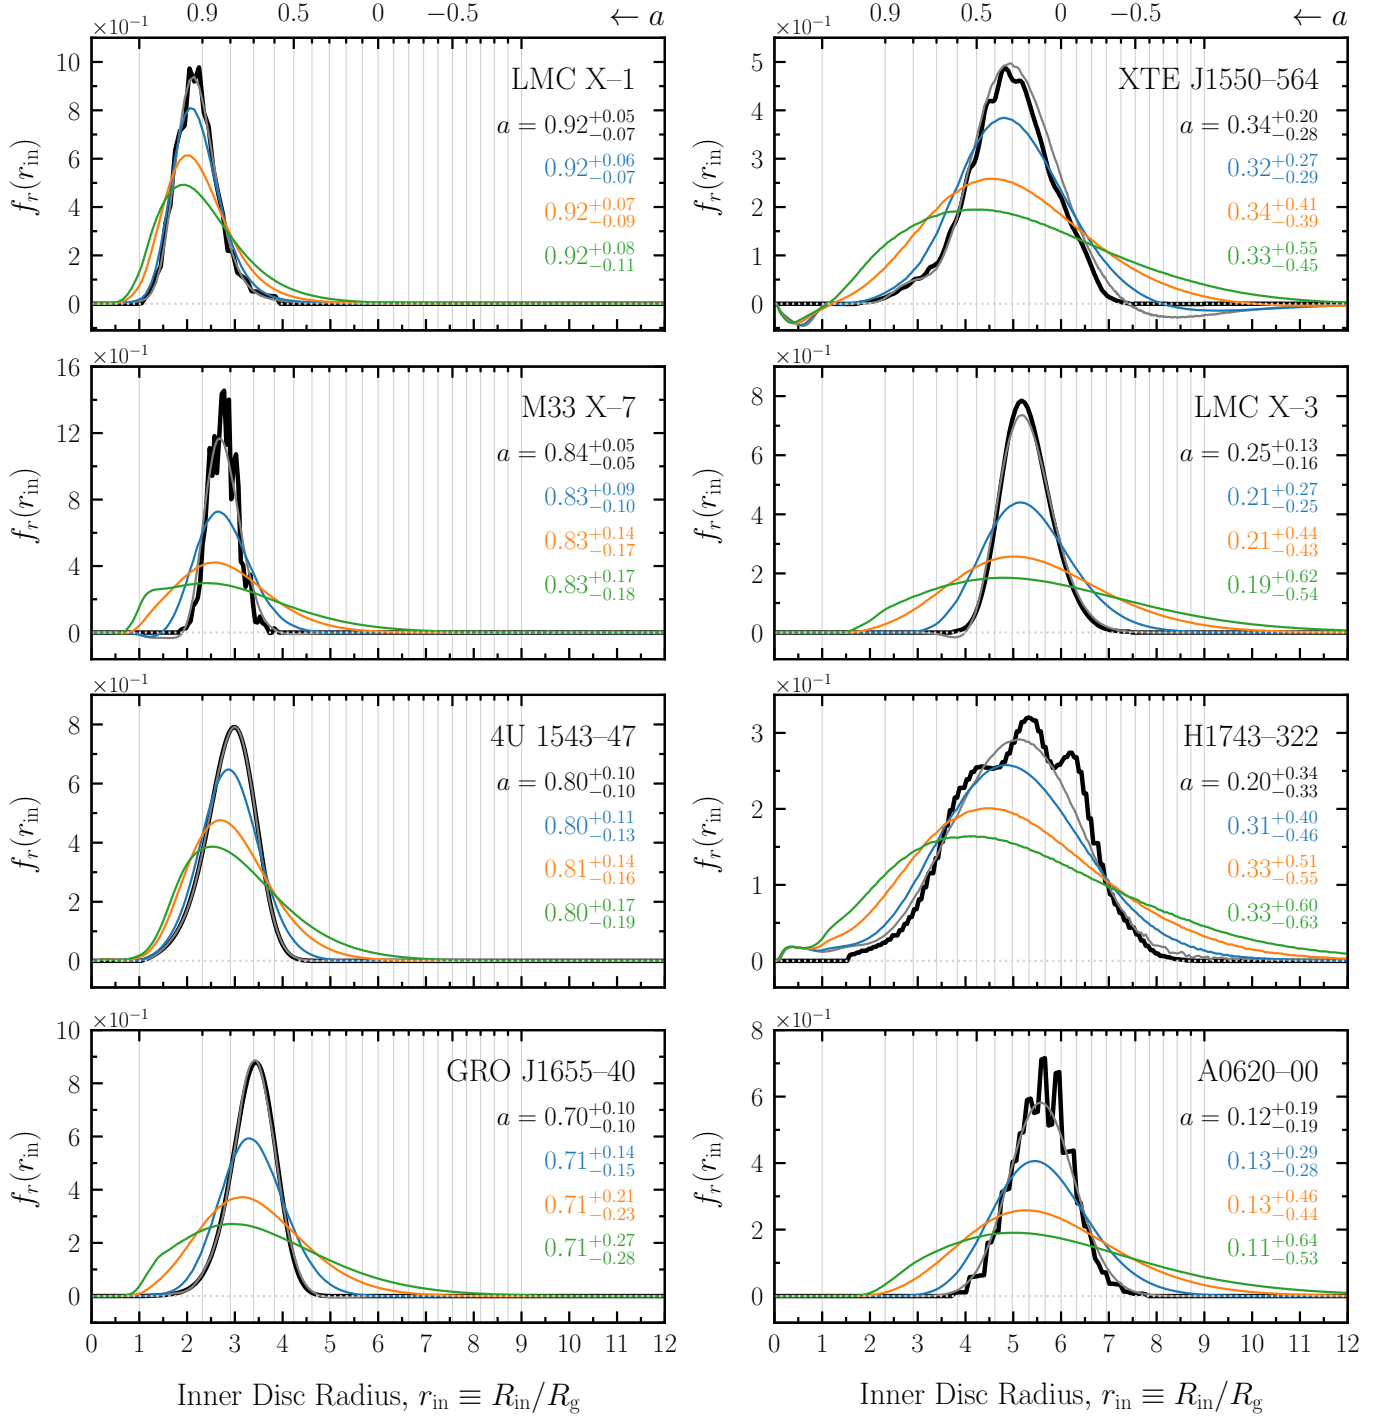 0.9 0.5 0 −0.5 ← a
0.9 0.5 0 −0.5 ← a
×10⁻¹
LMC X–1
a = 0.92 +0.05 −0.07
0.92 +0.06 −0.07
0.92 +0.07 −0.09
0.92 +0.08 −0.11
10
8
6
4
2
0
f_r(r_in)
×10⁻¹
XTE J1550–564
a = 0.34 +0.20 −0.28
0.32 +0.27 −0.29
0.34 +0.41 −0.39
0.33 +0.55 −0.45
5
4
3
2
1
0
f_r(r_in)
×10⁻¹
M33 X–7
a = 0.84 +0.05 −0.05
0.83 +0.09 −0.10
0.83 +0.14 −0.17
0.83 +0.17 −0.18
16
12
8
4
0
f_r(r_in)
×10⁻¹
LMC X–3
a = 0.25 +0.13 −0.16
0.21 +0.27 −0.25
0.21 +0.44 −0.43
0.19 +0.62 −0.54
8
6
4
2
0
f_r(r_in)
×10⁻¹
4U 1543–47
a = 0.80 +0.10 −0.10
0.80 +0.11 −0.13
0.81 +0.14 −0.16
0.80 +0.17 −0.19
8
6
4
2
0
f_r(r_in)
×10⁻¹
H1743–322
a = 0.20 +0.34 −0.33
0.31 +0.40 −0.46
0.33 +0.51 −0.55
0.33 +0.60 −0.63
3
2
1
0
f_r(r_in)
×10⁻¹
GRO J1655–40
a = 0.70 +0.10 −0.10
0.71 +0.14 −0.15
0.71 +0.21 −0.23
0.71 +0.27 −0.28
10
8
6
4
2
0
f_r(r_in)
×10⁻¹
A0620–00
a = 0.12 +0.19 −0.19
0.13 +0.29 −0.28
0.13 +0.46 −0.44
0.11 +0.64 −0.53
8
6
4
2
0
f_r(r_in)
0 1 2 3 4 5 6 7 8 9 10 11 12
0 1 2 3 4 5 6 7 8 9 10 11 12
Inner Disc Radius, r_in ≡ R_in/R_g
Inner Disc Radius, r_in ≡ R_in/R_g